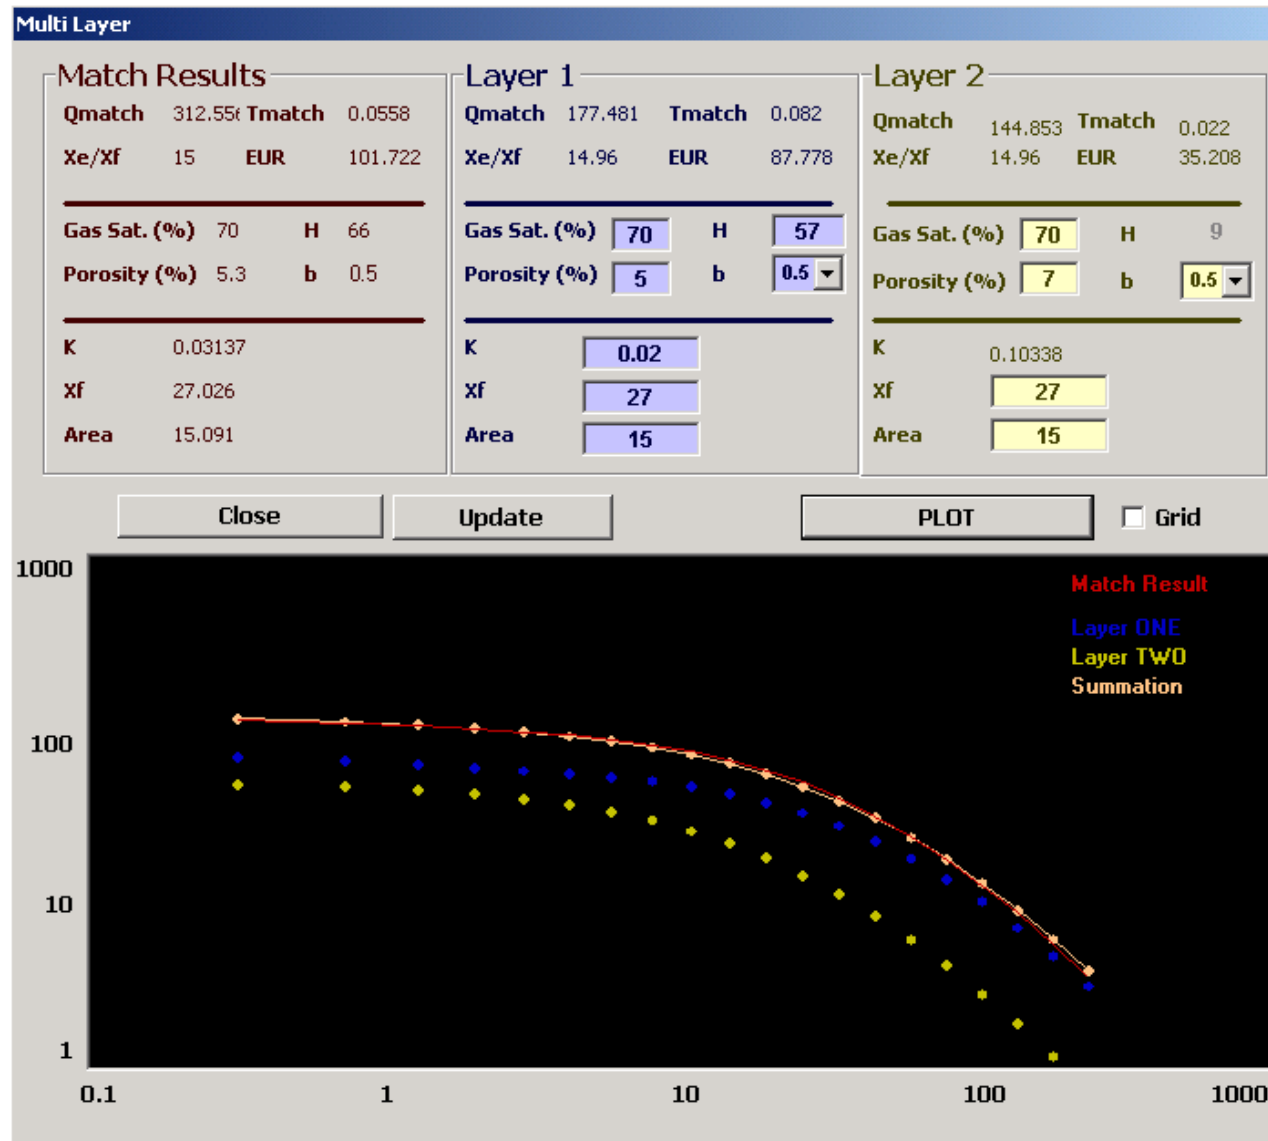 Multi Layer
Match Results
Qmatch 312.556 Tmatch 0.0558
Xe/Xf 15 EUR 101.722
Gas Sat. (%) 70 H 66
Porosity (%) 5.3 b 0.5
K 0.03137
Xf 27.026
Area 15.091
Layer 1
Qmatch 177.481 Tmatch 0.082
Xe/Xf 14.96 EUR 87.778
Gas Sat. (%) 70 H 57
Porosity (%) 5 b 0.5
K 0.02
Xf 27
Area 15
Layer 2
Qmatch 144.853 Tmatch 0.022
Xe/Xf 14.96 EUR 35.208
Gas Sat. (%) 70 H 9
Porosity (%) 7 b 0.5
K 0.10338
Xf 27
Area 15
Close Update PLOT Grid
1000
100
10
1
Match Result
Layer ONE
Layer TWO
Summation
0.1 1 10 100 1000